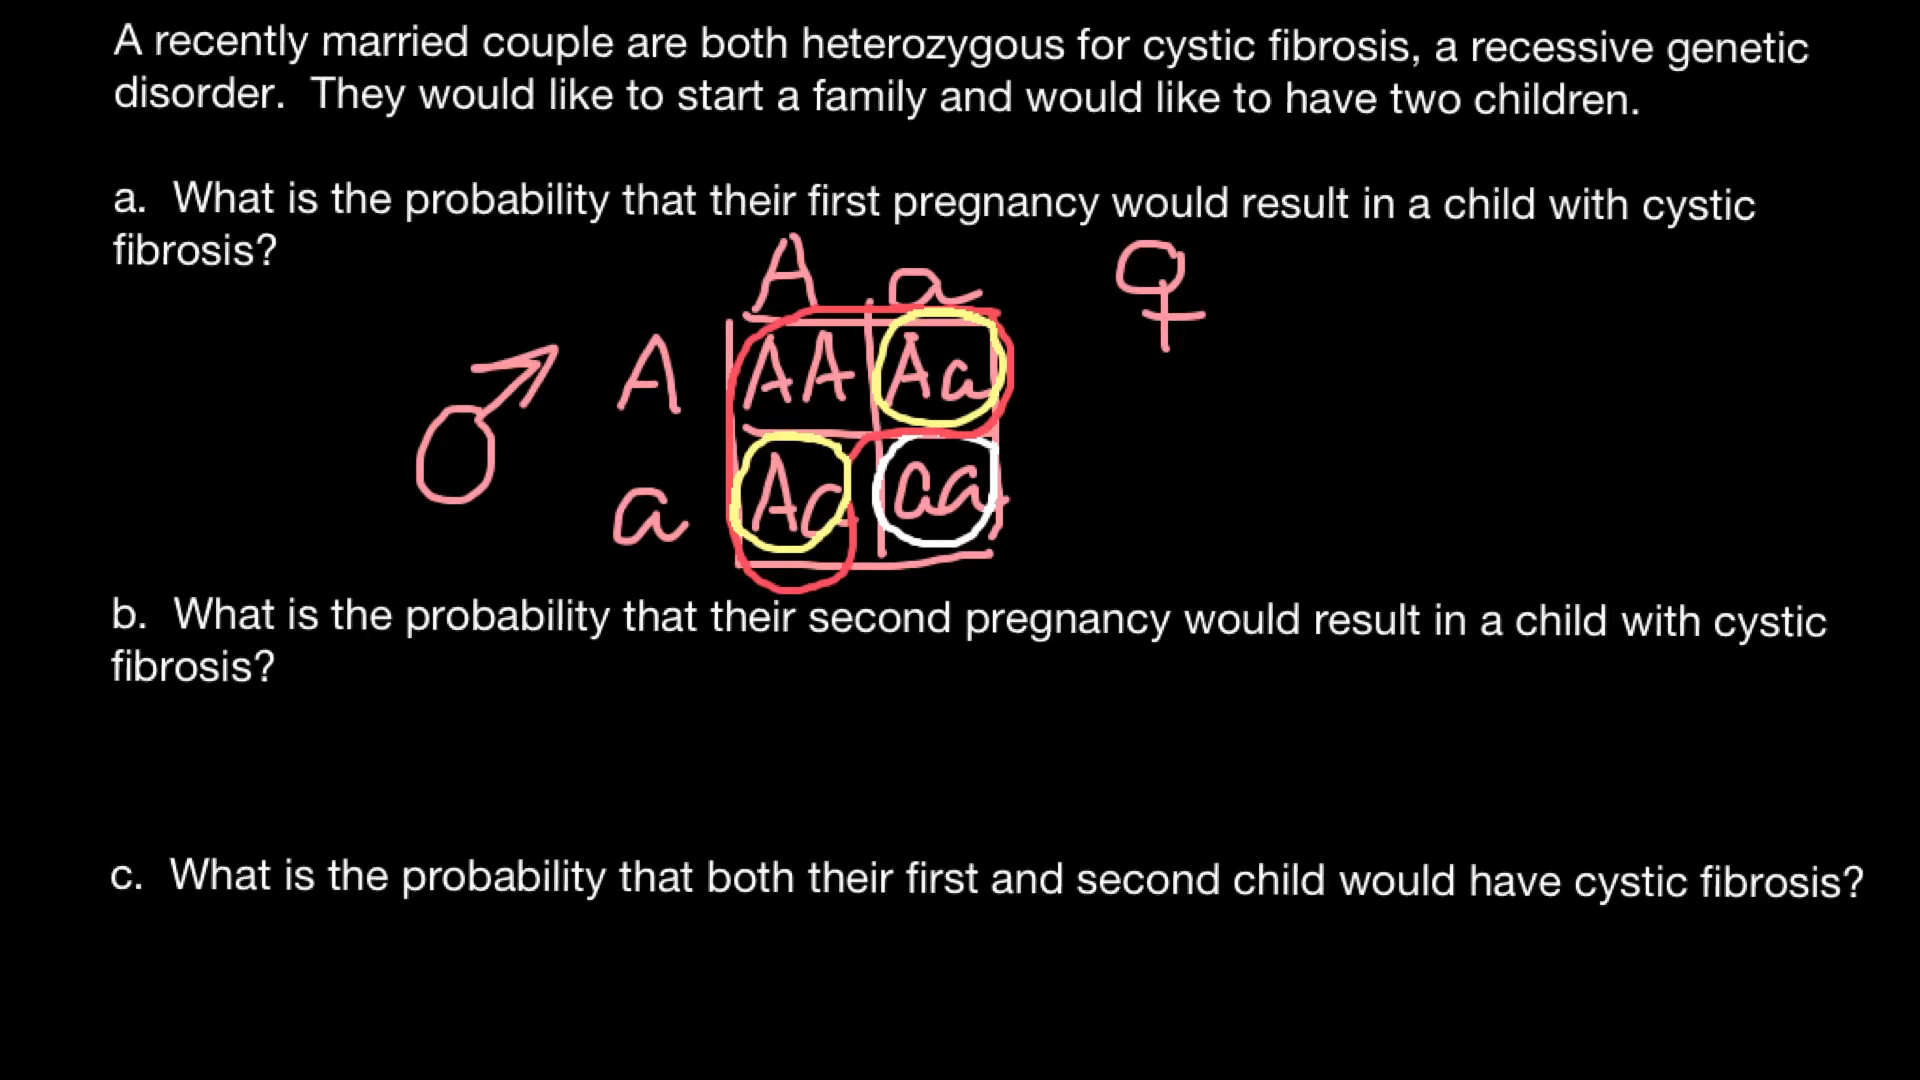 A recently married couple are both heterozygous for cystic fibrosis, a recessive genetic
disorder. They would like to start a family and would like to have two children.
a. What is the probability that their first pregnancy would result in a child with cystic
fibrosis?
A a ♀
♂ A AA Aa
a Aa aa
b. What is the probability that their second pregnancy would result in a child with cystic
fibrosis?
c. What is the probability that both their first and second child would have cystic fibrosis?